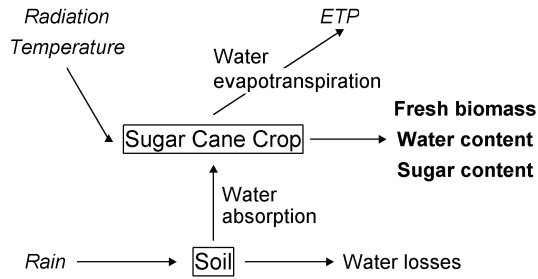 Radiation
Temperature
ETP
Water
evapotranspiration
Sugar Cane Crop
Fresh biomass
Water content
Sugar content
Water
absorption
Rain
Soil
Water losses